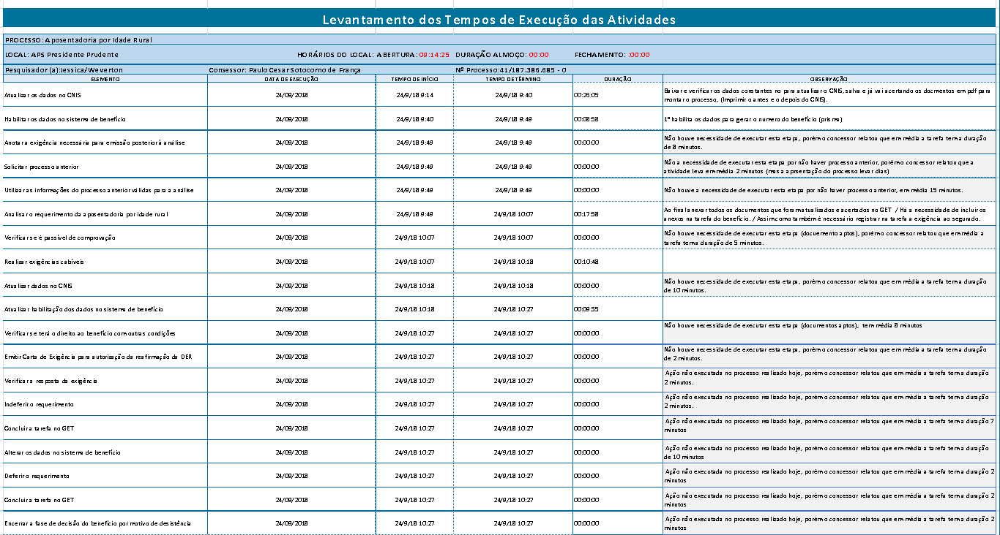 Levantamento dos Tempos de Execução das Atividades
PROCESSO: Aposentadoria por Idade Rural
LOCAL: APS Presidente Prudente HORÁRIOS DO LOCAL: ABERTURA: 09:14:25 DURAÇÃO ALMOÇO: 00:00 FECHAMENTO: :00:00
Pesquisador (a):Jessica/Weverton Consessor: Paulo Cesar Sotocorno de França Nº Processo:41/187.386.685 - 0
ELEMENTO DATA DE EXECUÇÃO TEMPO DE INÍCIO TEMPO DE TÉRMINO DURAÇÃO OBSERVAÇÃO
Atualizar os dados no CNIS 24/09/2018 24/9/18 9:14 24/9/18 9:40 00:26:05 Baixar e verificar os dados constantes no para atualizar o CNIS, salva e já vai acertando os docmentos em pdf para
montar o processo, (Imprimir o antes e o depois do CNIS).
Habilitar os dados no sistema de benefício 24/09/2018 24/9/18 9:40 24/9/18 9:49 00:08:58 1º habilita os dados para gerar o numero do benefício (prisma)
Anotar a exigência necessária para emissão posterior à análise 24/09/2018 24/9/18 9:49 24/9/18 9:49 00:00:00 Não houve necessidade de executar esta etapa, porém o concessor relatou que em média a tarefa tem a duração
de 8 minutos.
Solicitar processo anterior 24/09/2018 24/9/18 9:49 24/9/18 9:49 00:00:00 Não a necessidade de executar esta etapa por não haver processo anterior, porém o concessor relatou que a
atividade leva em média 2 minutos (mas a aprsentação do processo levar dias)
Utilizar as informações do processo anterior válidas para a análise 24/09/2018 24/9/18 9:49 24/9/18 9:49 00:00:00 Não houve a necessidade de executar esta etapa por não haver processo anterior, em média 15 minutos.
Analisar o requerimento da aposentadoria por idade rural 24/09/2018 24/9/18 9:49 24/9/18 10:07 00:17:58 Ao final anexar todos os documentos que foram atualizados e acertados no GET / Há a necessidade de incluir os
anexos na tarefa do benefício. / Assim como também é necessário registrar na tarefa a exigência ao segurado.
Verificar se é passível de comprovação 24/09/2018 24/9/18 10:07 24/9/18 10:07 00:00:00 Não houve necessidade de executar esta etapa (docuemento aptos), porém o concessor relatou que em média a
tarefa tem a duração de 5 minutos.
Realizar exigências cabíveis 24/09/2018 24/9/18 10:07 24/9/18 10:18 00:10:48
Atualizar dados no CNIS 24/09/2018 24/9/18 10:18 24/9/18 10:18 00:00:00 Não houve necessidade de executar esta etapa, porém o concessor relatou que em média a tarefa tem a duração
de 10 minutos.
Atualizar habilitação dos dados no sistema de benefício 24/09/2018 24/9/18 10:18 24/9/18 10:27 00:09:35
Verificar se terá o direito ao benefício com outras condições 24/09/2018 24/9/18 10:27 24/9/18 10:27 00:00:00 Não houve necessidade de executar esta etapa (documentos aptos), tem média 8 minutos
Emitir Carta de Exigência para autorização da reafirmação da DER 24/09/2018 24/9/18 10:27 24/9/18 10:27 00:00:00 Não houve necessidade de executar esta etapa, porém o concessor relatou que em média a tarefa tem a duração
de 2 minutos.
Verificar a resposta da exigência 24/09/2018 24/9/18 10:27 24/9/18 10:27 00:00:00 Ação não executada no processo realizado hoje, porém o concessor relatou que em média a tarefa tem a duração
2 minutos.
Indeferir o requerimento 24/09/2018 24/9/18 10:27 24/9/18 10:27 00:00:00 Ação não executada no processo realizado hoje, porém o concessor relatou que em média a tarefa tem a duração
2 minutos.
Concluir a tarefa no GET 24/09/2018 24/9/18 10:27 24/9/18 10:27 00:00:00 Ação não executada no processo realizado hoje, porém o concessor relatou que em média a tarefa tem a duração 7
minutos
Alterar os dados no sistema de benefício 24/09/2018 24/9/18 10:27 24/9/18 10:27 00:00:00 Ação não executada no processo realizado hoje, porém o concessor relatou que em média a tarefa tem a duração
de 10 minutos
Deferir o requerimento 24/09/2018 24/9/18 10:27 24/9/18 10:27 00:00:00 Ação não executada no processo realizado hoje, porém o concessor relatou que em média a tarefa tem a duração 2
minutos
Concluir a tarefa no GET 24/09/2018 24/9/18 10:27 24/9/18 10:27 00:00:00 Ação não executada no processo realizado hoje, porém o concessor relatou que em média a tarefa tem a duração 2
minutos
Encerrar a fase de decisão do benefício por motivo de desistência 24/09/2018 24/9/18 10:27 24/9/18 10:27 00:00:00 Ação não executada no processo realizado hoje, porém o concessor relatou que em média a tarefa tem a duração 2
minutos